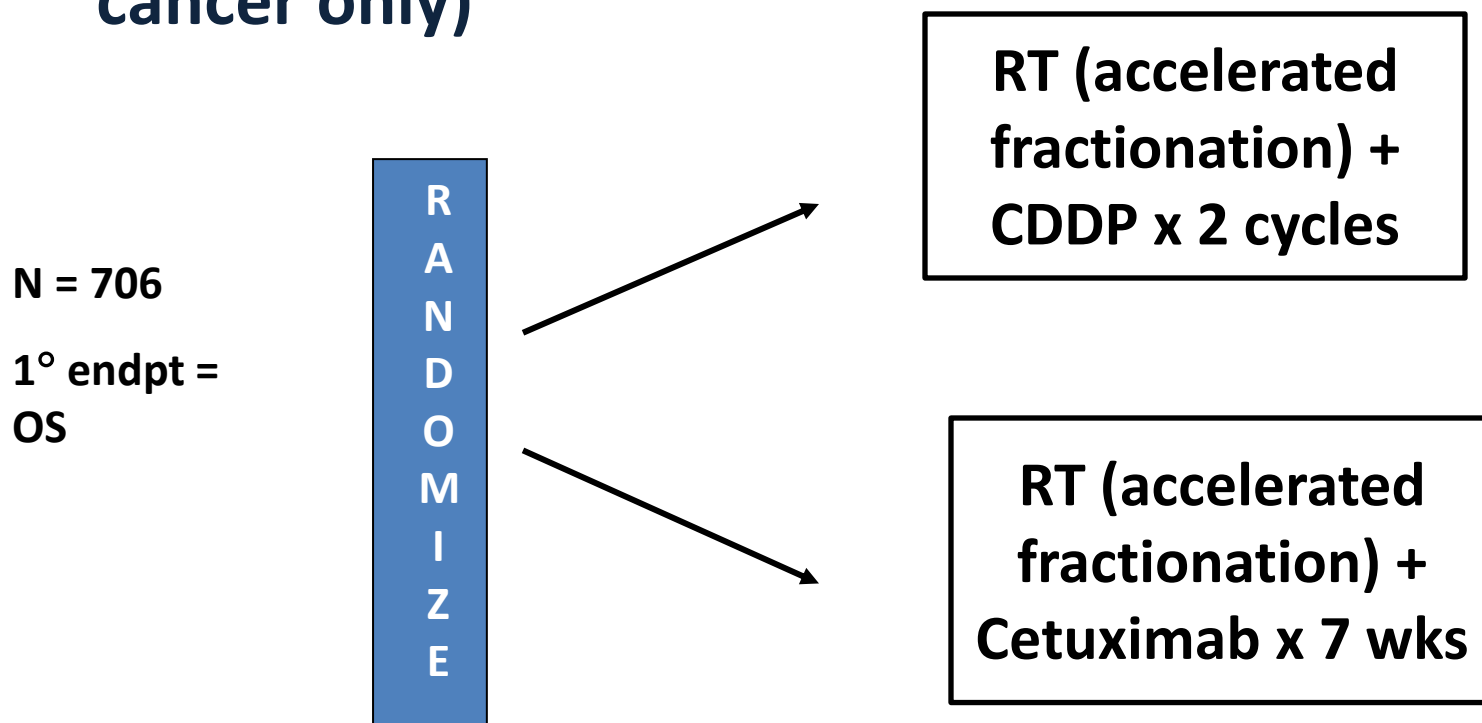 cancer only)
N = 706
1° endpt =
OS
R
A
N
D
O
M
I
Z
E
RT (accelerated
fractionation) +
CDDP x 2 cycles
RT (accelerated
fractionation) +
Cetuximab x 7 wks